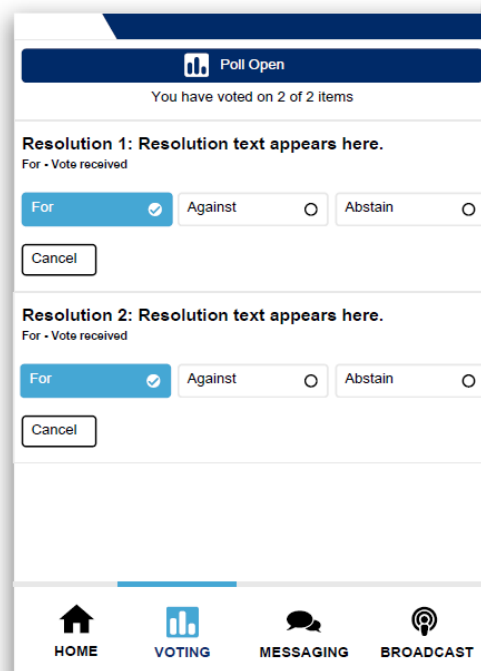 Poll Open
You have voted on 2 of 2 items
Resolution 1: Resolution text appears here.
For - Vote received
For Against Abstain
Cancel
Resolution 2: Resolution text appears here.
For - Vote received
For Against Abstain
Cancel
HOME VOTING MESSAGING BROADCAST